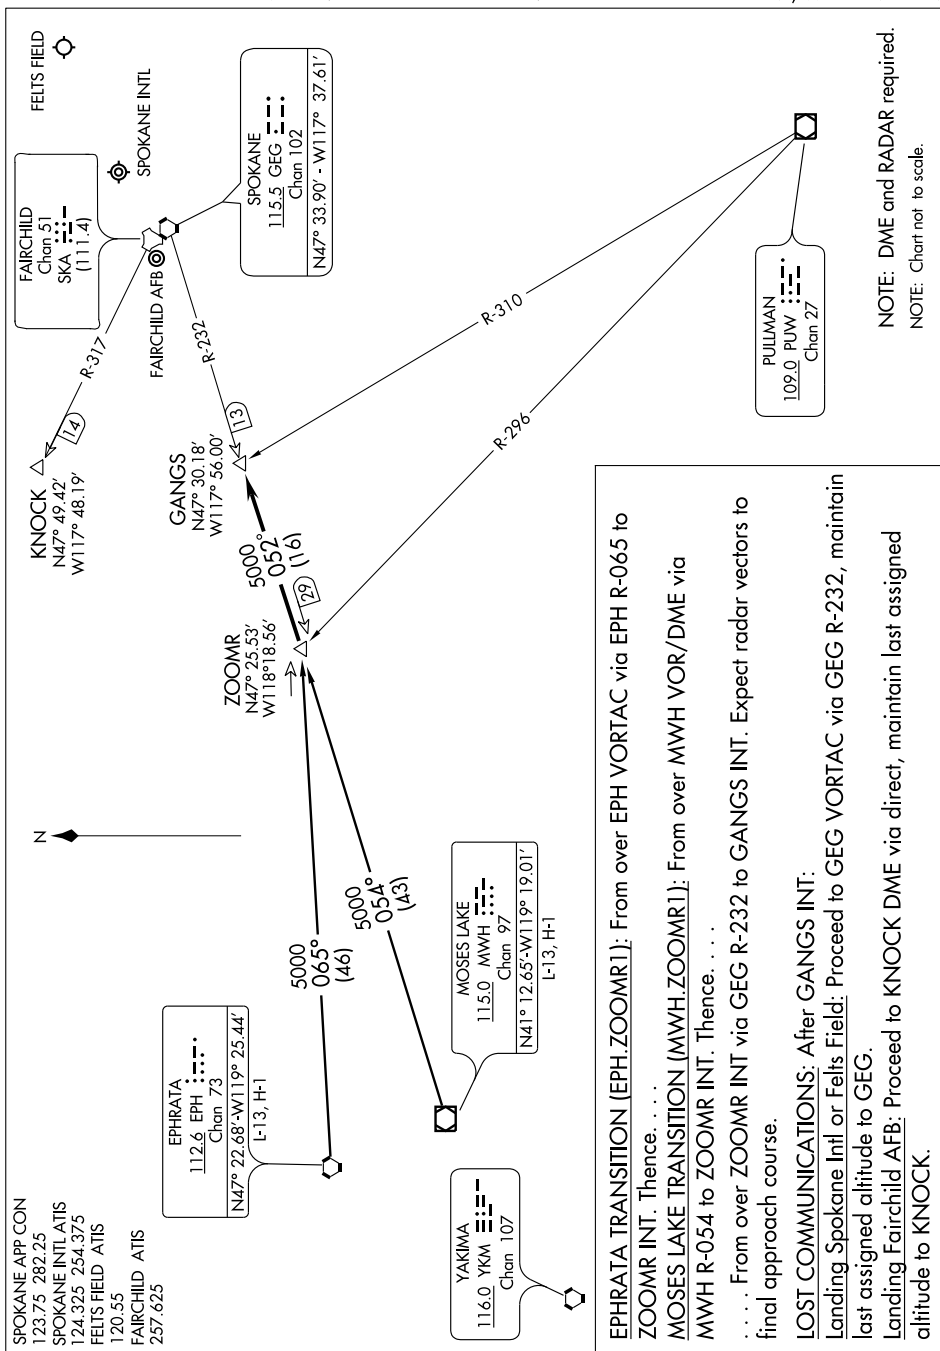 SPOKANE APP CON
123.75 282.25
SPOKANE INTL ATIS
124.325 254.375
FELTS FIELD ATIS
120.55
FAIRCHILD ATIS
257.625
FELTS FIELD
SPOKANE INTL
FAIRCHILD
Chan 51
SKA
(111.4)
FAIRCHILD AFB
SPOKANE
115.5 GEG
Chan 102
N47° 33.90' - W117° 37.61'
R-317
14
KNOCK
N47° 49.42'
W117° 48.19'
R-232
13
GANGS
N47° 30.18'
W117° 56.00'
5000
052°
(16)
29
ZOOMR
N47° 25.53'
W118°18.56'
R-310
R-296
PULLMAN
109.0 PUW
Chan 27
N
5000
065°
(46)
5000
054°
(43)
EPHRATA
112.6 EPH
Chan 73
N47° 22.68'-W119° 25.44'
L-13, H-1
MOSES LAKE
115.0 MWH
Chan 97
N41° 12.65'-W119° 19.01'
L-13, H-1
YAKIMA
116.0 YKM
Chan 107
NOTE: DME and RADAR required.
NOTE: Chart not to scale.
EPHRATA TRANSITION (EPH.ZOOMR1): From over EPH VORTAC via EPH R-065 to
ZOOMR INT. Thence. . . .
MOSES LAKE TRANSITION (MWH.ZOOMR1): From over MWH VOR/DME via
MWH R-054 to ZOOMR INT. Thence. . . .
. . . . From over ZOOMR INT via GEG R-232 to GANGS INT. Expect radar vectors to
final approach course.
LOST COMMUNICATIONS: After GANGS INT:
Landing Spokane Intl or Felts Field: Proceed to GEG VORTAC via GEG R-232, maintain
last assigned altitude to GEG.
Landing Fairchild AFB: Proceed to KNOCK DME via direct, maintain last assigned
altitude to KNOCK.